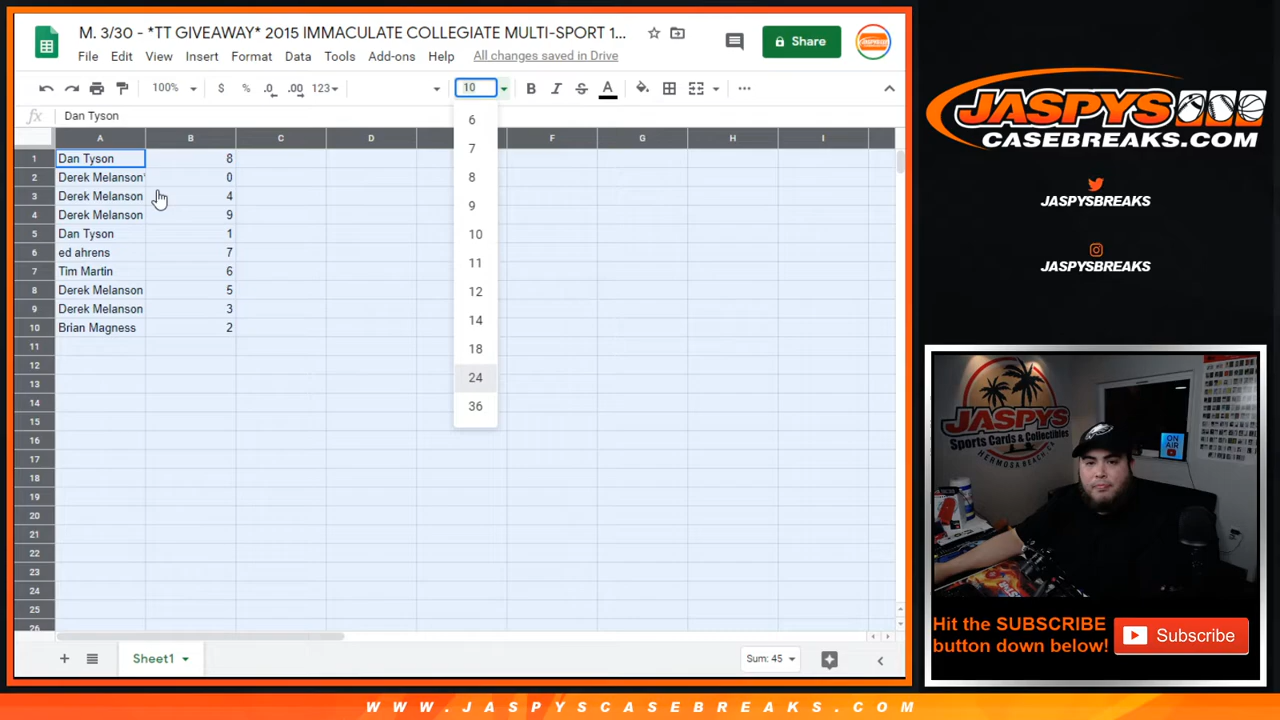 M. 3/30 - *TT GIVEAWAY* 2015 IMMACULATE COLLEGIATE MULTI-SPORT 1...
File Edit View Insert Format Data Tools Add-ons Help All changes saved in Drive
Share
100% $ % .0 .00 123 10
fx Dan Tyson
A B C D F G H I
1 Dan Tyson 8
2 Derek Melanson* 0
3 Derek Melanson 4
4 Derek Melanson 9
5 Dan Tyson 1
6 ed ahrens 7
7 Tim Martin 6
8 Derek Melanson 5
9 Derek Melanson 3
10 Brian Magness 2
11
12
13
14
15
16
17
18
19
20
21
22
23
24
25
26
6
7
8
9
10
11
12
14
18
24
36
Sheet1
Sum: 45
JASPYS
CASEBREAKS.COM
JASPYSBREAKS
JASPYSBREAKS
JASPYS
Sports Cards & Collectibles
HERMOSA BEACH, CA
ON AIR
Hit the SUBSCRIBE
button down below!
Subscribe
WWW.JASPYSCASEBREAKS.COM